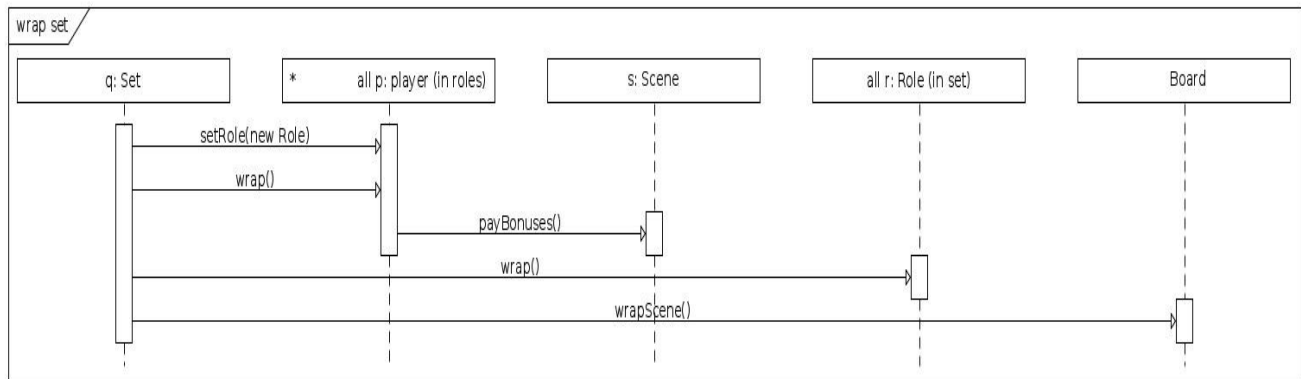 wrap set
q: Set
* all p: player (in roles)
s: Scene
all r: Role (in set)
Board
setRole(new Role)
wrap()
payBonuses()
wrap()
wrapScene()